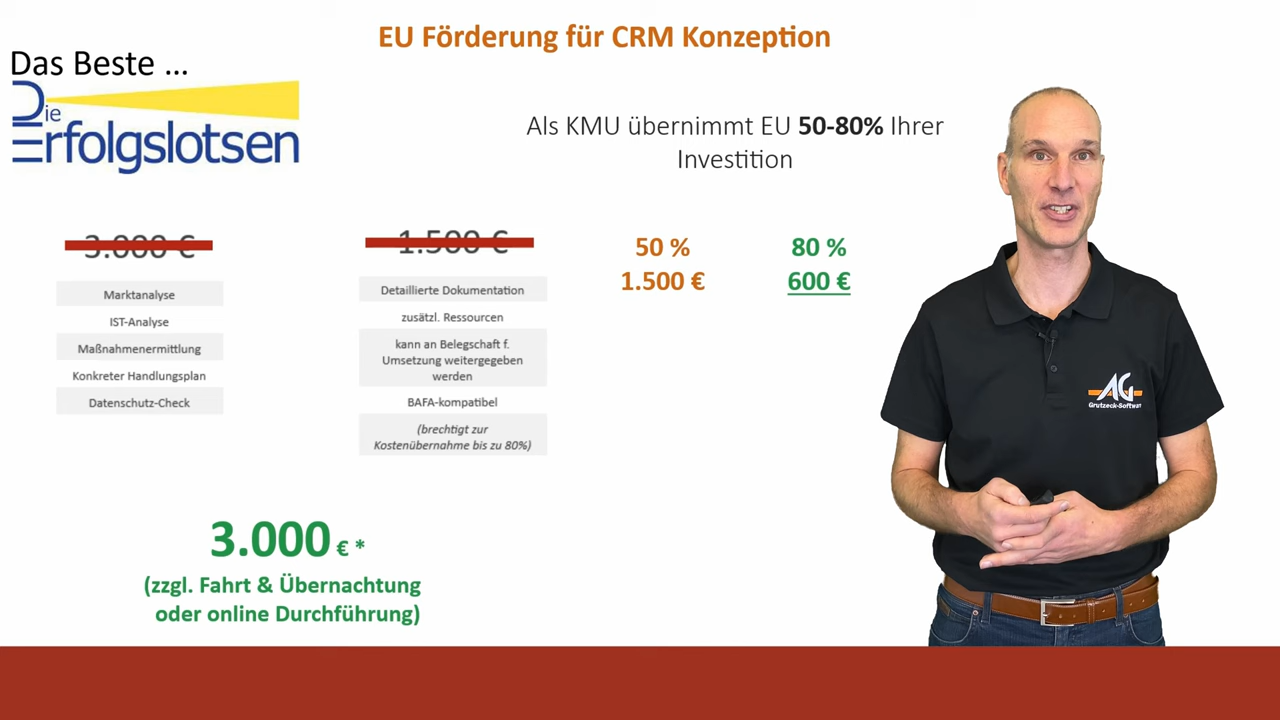 EU Förderung für CRM Konzeption
Das Beste ...
Die
Erfolgslotsen
Als KMU übernimmt EU 50-80% Ihrer
Investition
3.000 €
Marktanalyse
IST-Analyse
Maßnahmenermittlung
Konkreter Handlungsplan
Datenschutz-Check
1.500 €
Detaillierte Dokumentation
zusätzl. Ressourcen
kann an Belegschaft f.
Umsetzung weitergegeben
werden
BAFA-kompatibel
(brechtigt zur
Kostenübernahme bis zu 80%)
50 %
1.500 €
80 %
600 €
3.000 € *
(zzgl. Fahrt & Übernachtung
oder online Durchführung)
AG
Grutzeck-Software